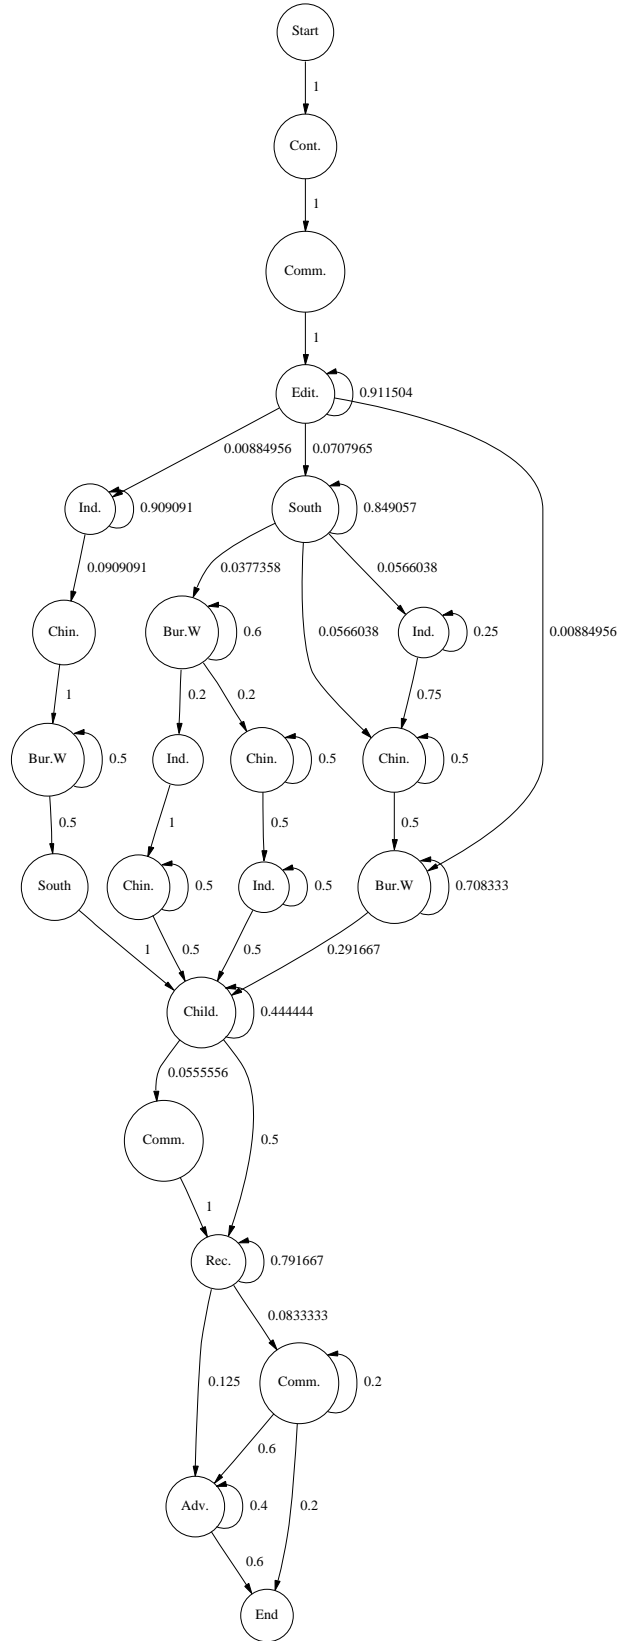 Start
1
Cont.
1
Comm.
1
Edit.
0.911504
0.00884956
0.0707965
Ind.
0.909091
South
0.849057
0.0909091
0.0377358
0.0566038
Chin.
Bur.W
0.6
0.0566038
Ind.
0.25
0.00884956
1
0.2
0.2
0.75
Bur.W
0.5
Ind.
Chin.
0.5
Chin.
0.5
0.5
1
0.5
0.5
South
Chin.
0.5
Ind.
0.5
Bur.W
0.708333
1
0.5
0.5
0.291667
Child.
0.444444
0.0555556
Comm.
0.5
1
Rec.
0.791667
0.0833333
0.125
Comm.
0.2
0.6
Adv.
0.4
0.2
0.6
End